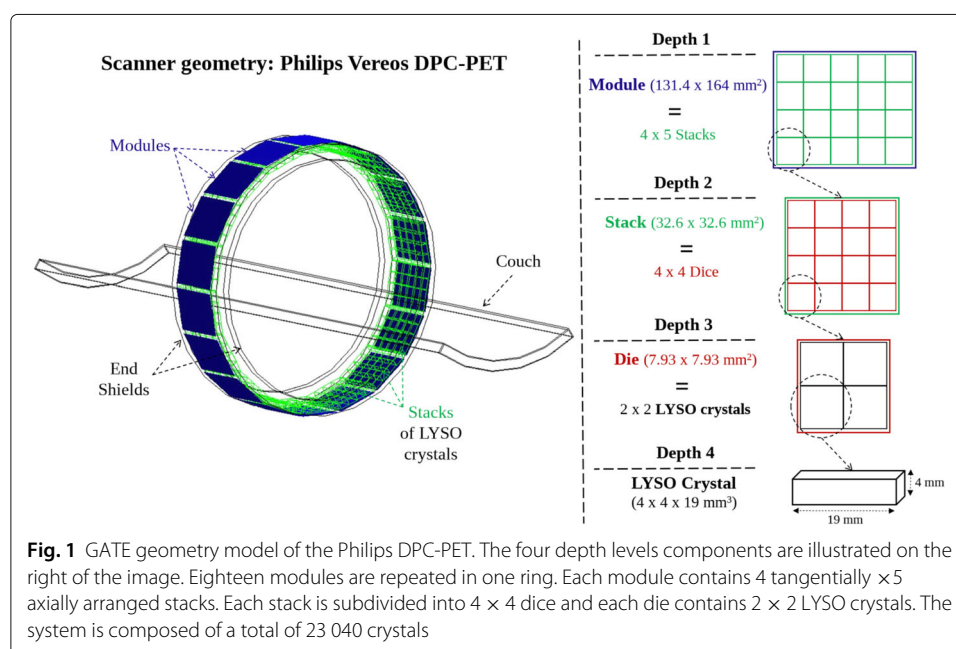 Scanner geometry: Philips Vereos DPC-PET
Modules
Couch
End
Shields
Stacks
of LYSO
crystals
Depth 1
Module (131.4 x 164 mm²)
=
4 x 5 Stacks
Depth 2
Stack (32.6 x 32.6 mm²)
=
4 x 4 Dice
Depth 3
Die (7.93 x 7.93 mm²)
=
2 x 2 LYSO crystals
Depth 4
LYSO Crystal
(4 x 4 x 19 mm³)
4 mm
19 mm
Fig. 1 GATE geometry model of the Philips DPC-PET. The four depth levels components are illustrated on the
right of the image. Eighteen modules are repeated in one ring. Each module contains 4 tangentially ×5
axially arranged stacks. Each stack is subdivided into 4 × 4 dice and each die contains 2 × 2 LYSO crystals. The
system is composed of a total of 23 040 crystals